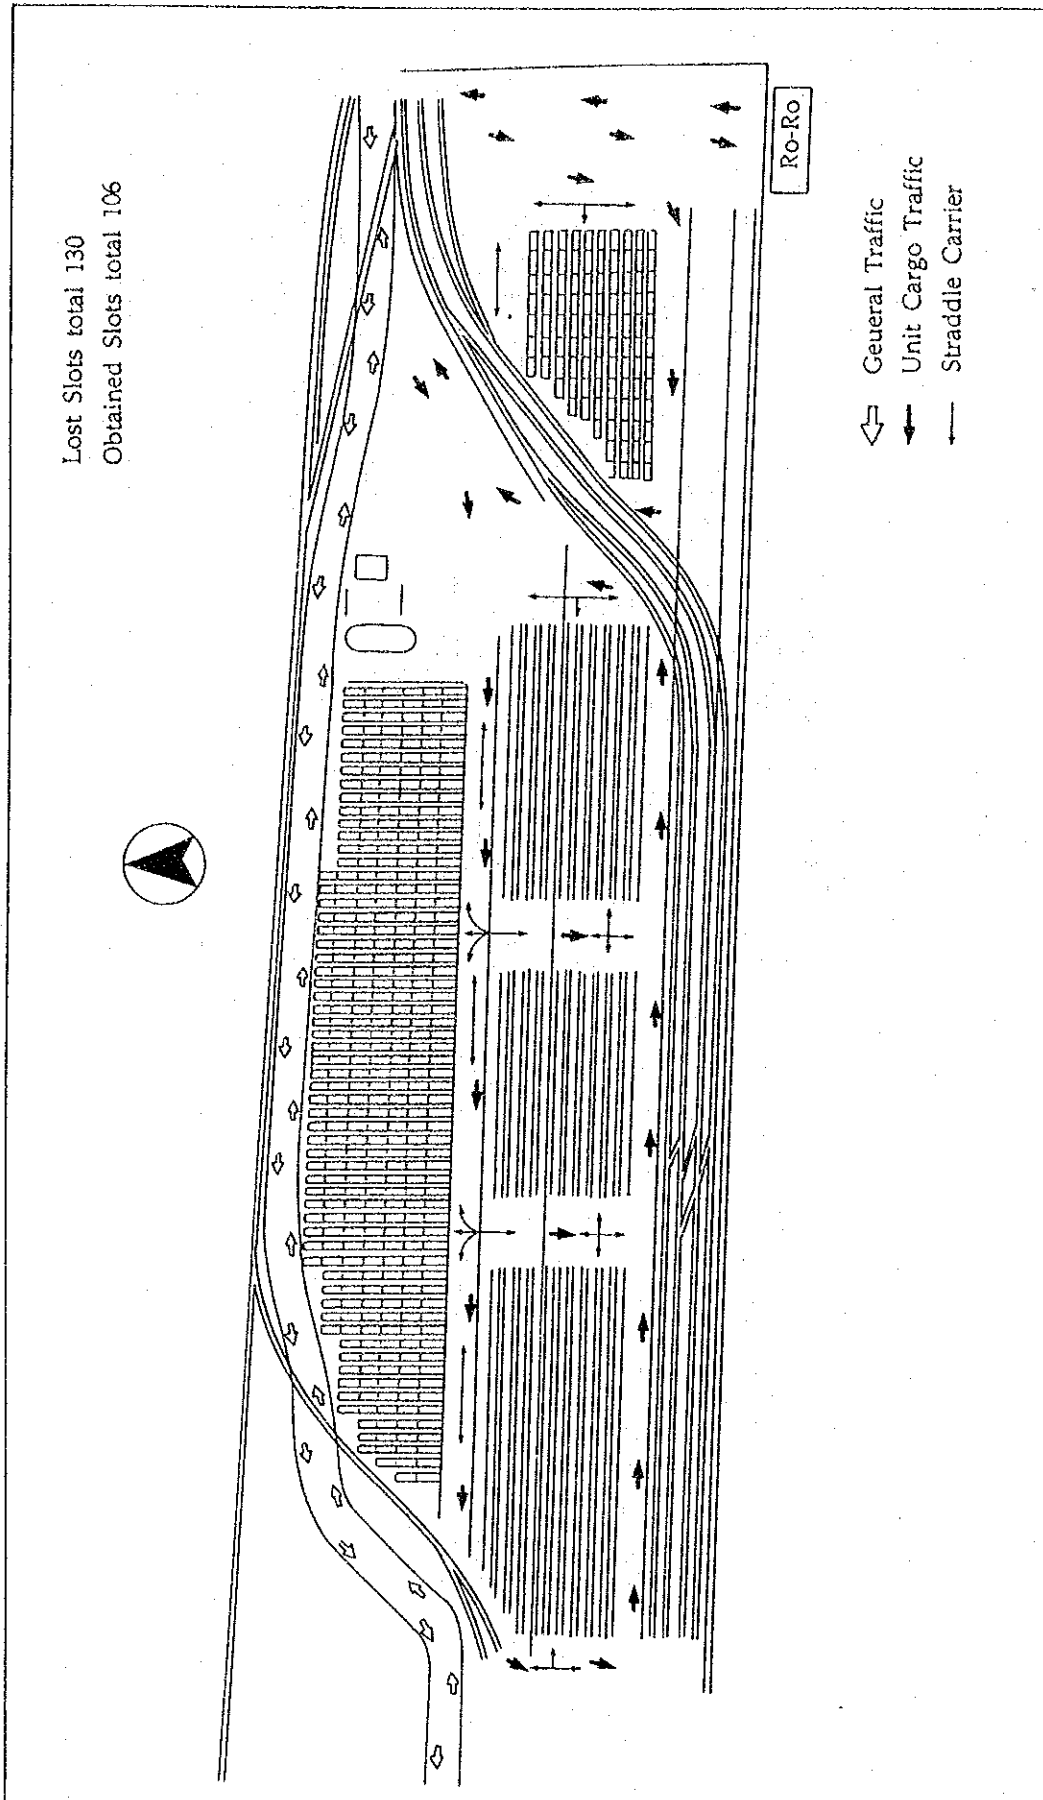 Lost Slots total 130
Obtained Slots total 106
Ro-Ro
Geueral Traffic
Unit Cargo Traffic
Straddle Carrier